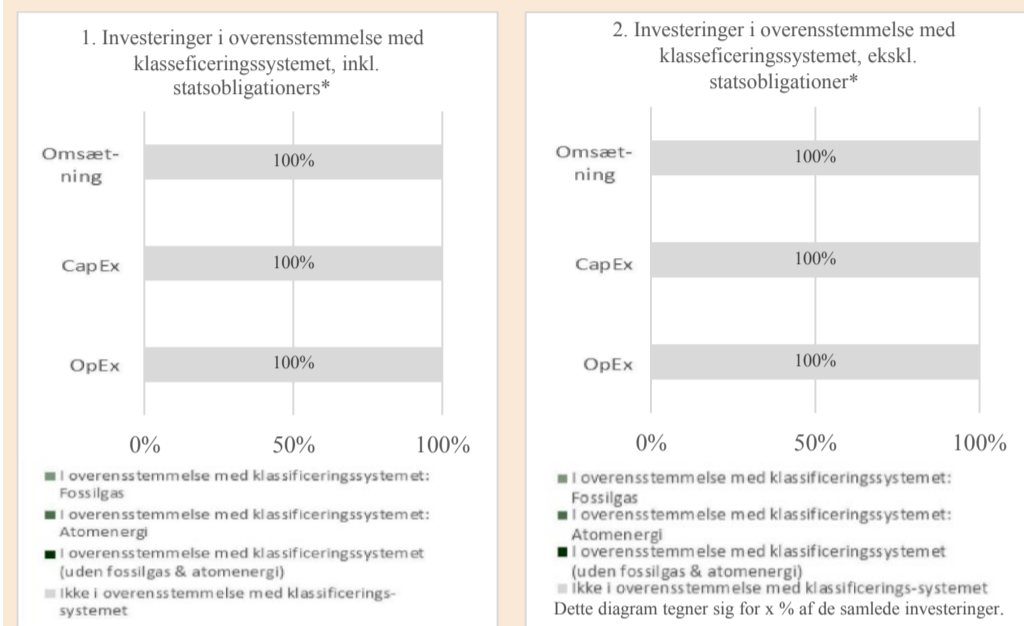 1. Investeringer i overensstemmelse med
klasseficeringssystemet, inkl.
statsobligationers*
Omsæt-
ning
100%
CapEx
100%
OpEx
100%
0% 50% 100%
I overensstemmelse med klassificeringssystemet:
Fossilgas
I overensstemmelse med klassificeringssystemet:
Atomenergi
I overensstemmelse med klassificeringssystemet
(uden fossilgas & atomenergi)
Ikke i overensstemmelse med klassificerings-
systemet
2. Investeringer i overensstemmelse med
klasseficeringssystemet, ekskl.
statsobligationer*
Omsæt-
ning
100%
CapEx
100%
OpEx
100%
0% 50% 100%
I overensstemmelse med klassificeringssystemet:
Fossilgas
I overensstemmelse med klassificeringssystemet:
Atomenergi
I overensstemmelse med klassificeringssystemet
(uden fossilgas & atomenergi)
Ikke i overensstemmelse med klassificerings-systemet
Dette diagram tegner sig for x % af de samlede investeringer.